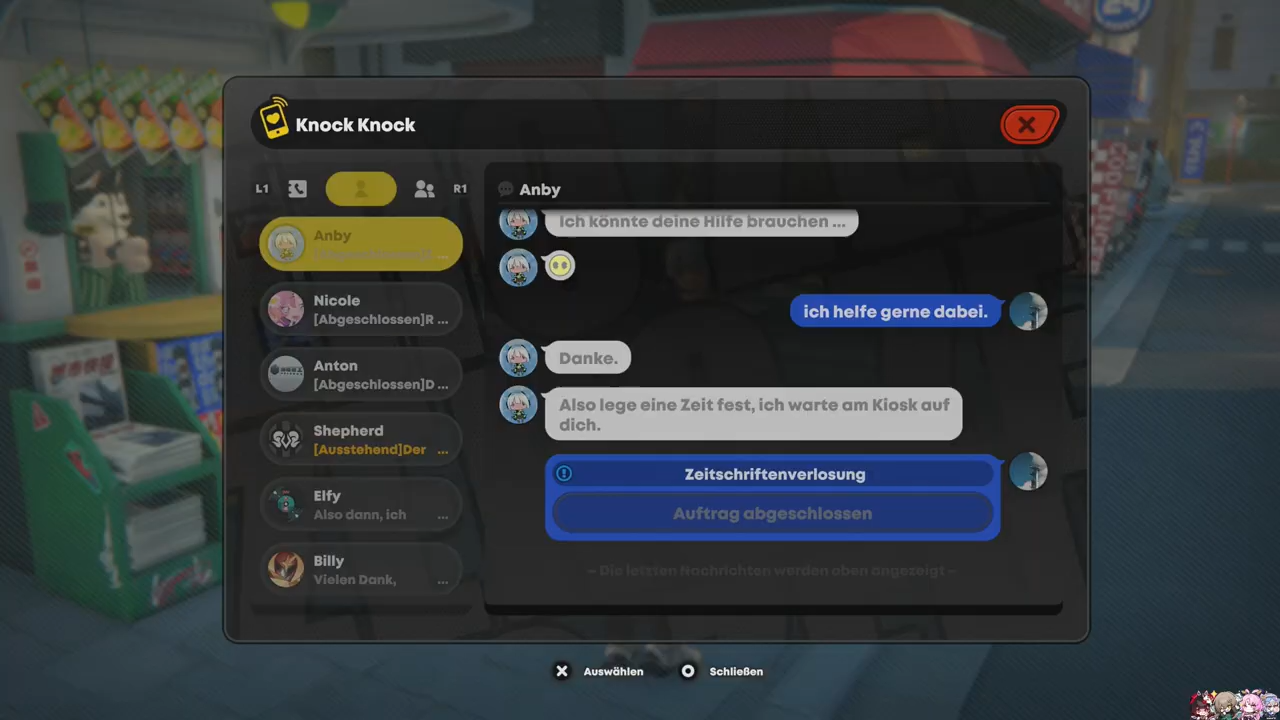 Knock Knock
L1
R1
Anby
Anby
Ich könnte deine Hilfe brauchen ...
Nicole
[Abgeschlossen]R ...
ich helfe gerne dabei.
Danke.
Anton
[Abgeschlossen]D ...
Also lege eine Zeit fest, ich warte am Kiosk auf
dich.
Shepherd
[Ausstehend]Der ...
Zeitschriftenverlosung
Auftrag abgeschlossen
Elfy
Also dann, ich ...
Billy
Vielen Dank, ...
– Die letzten Nachrichten werden oben angezeigt –
Auswählen
Schließen